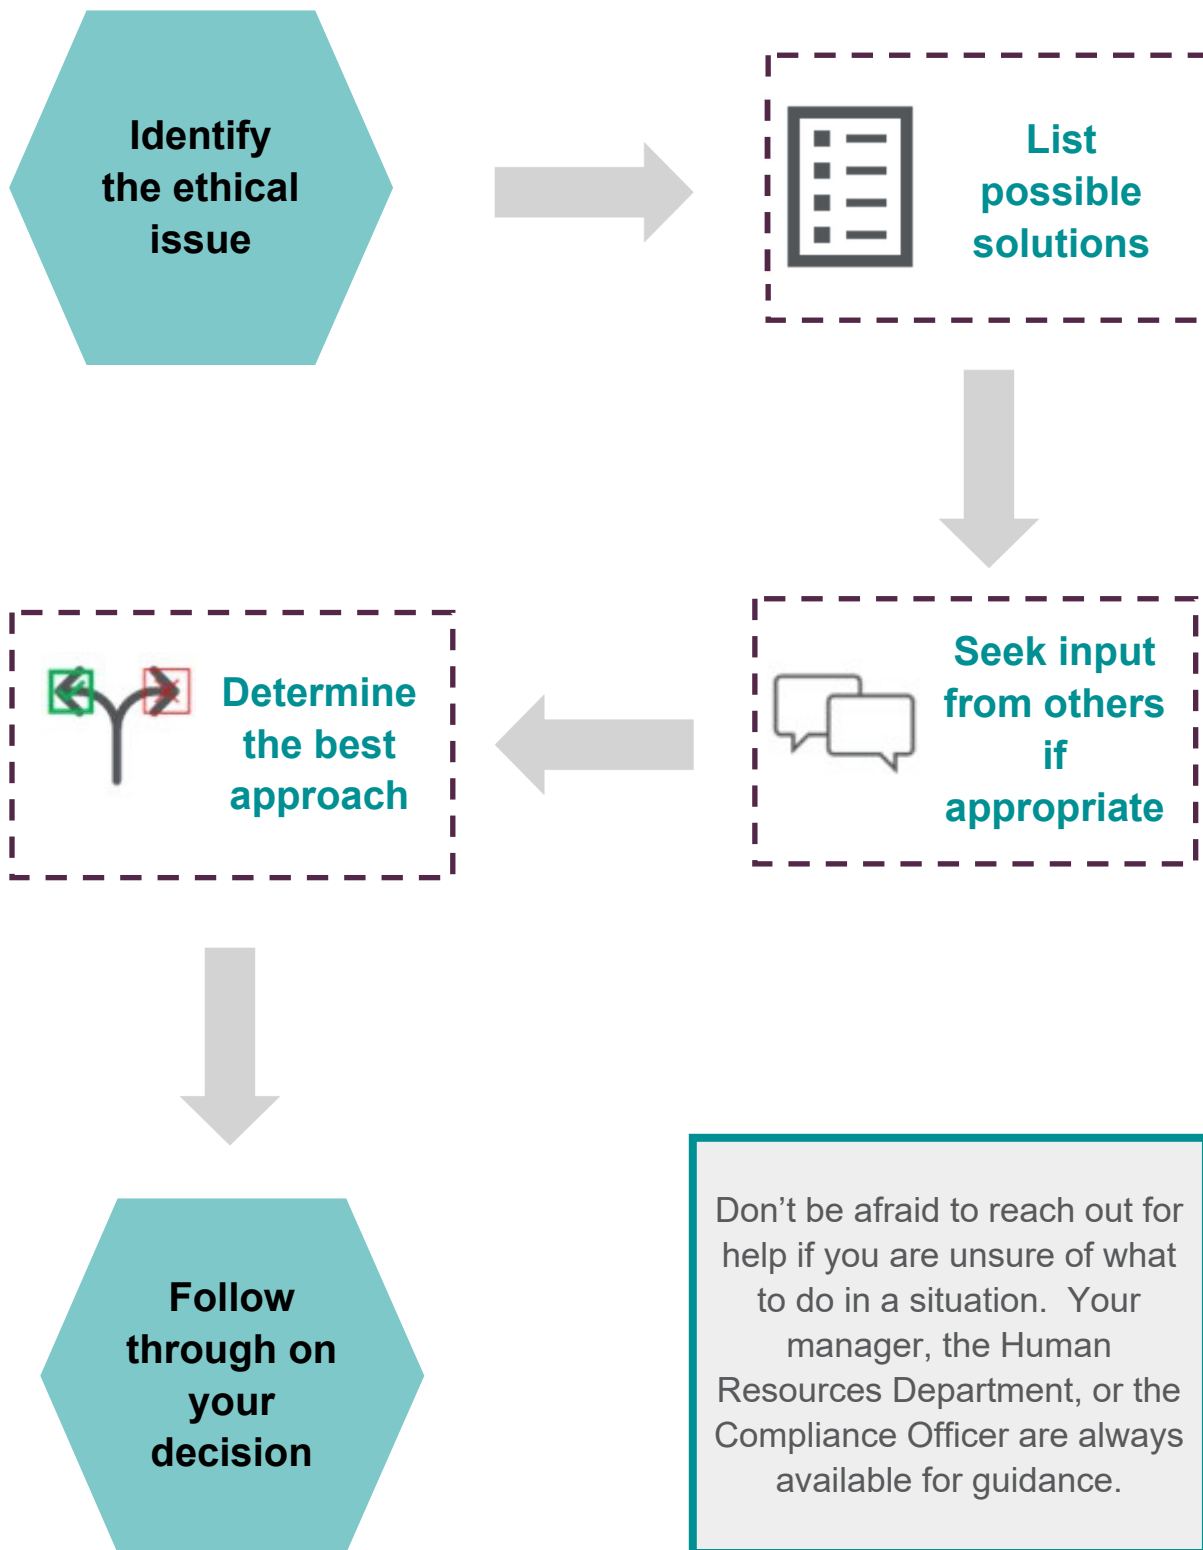 Identify
the ethical
issue
List
possible
solutions
Seek input
from others
if
appropriate
Determine
the best
approach
Follow
through on
your
decision
Don’t be afraid to reach out for
help if you are unsure of what
to do in a situation.  Your
manager, the Human
Resources Department, or the
Compliance Officer are always
available for guidance.